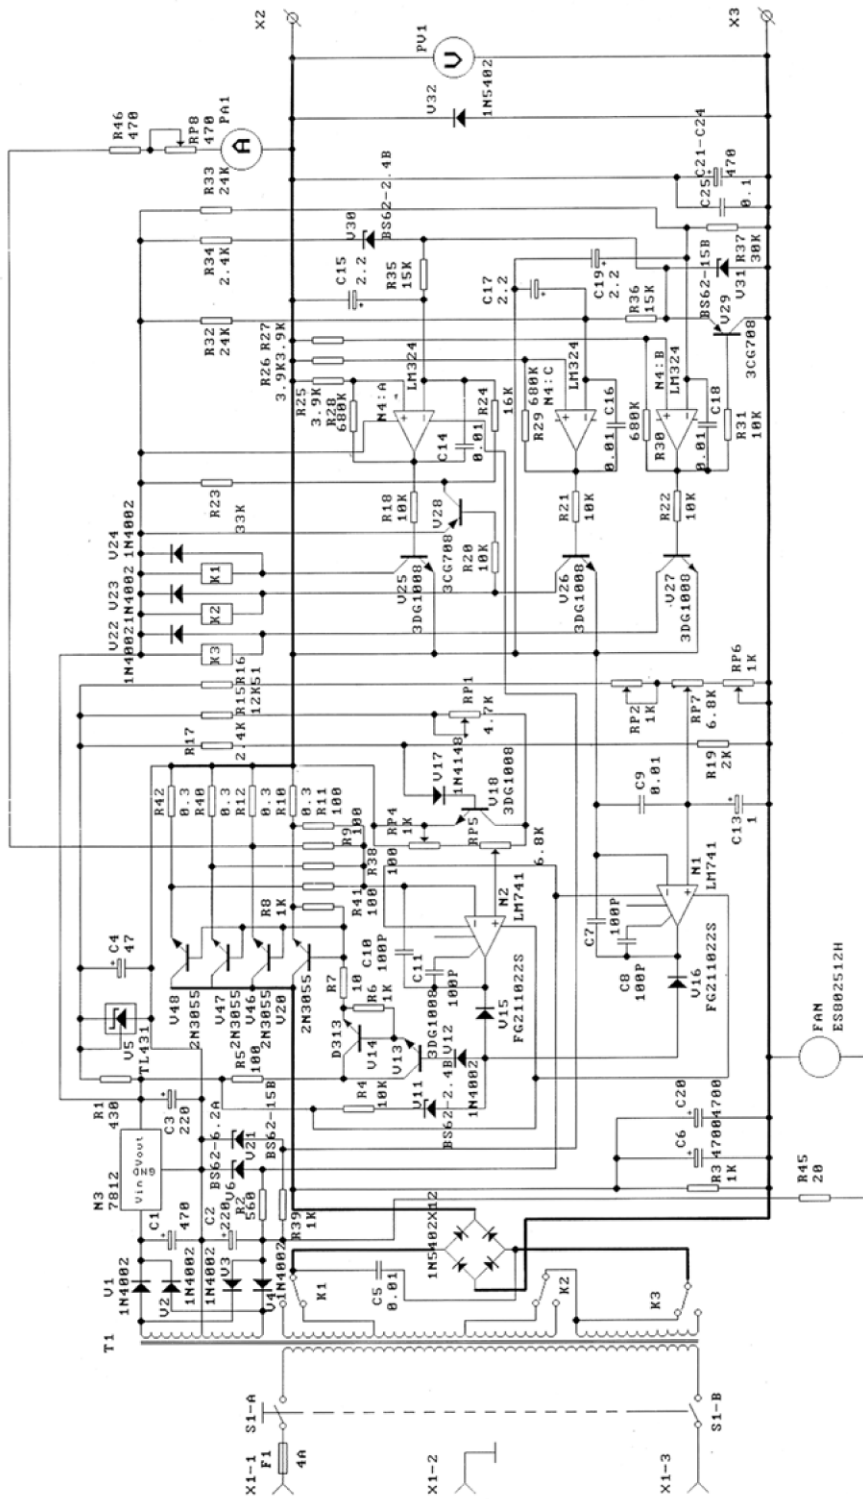 X1-1
F1
4A
X1-2
X1-3
S1-A
S1-B
T1
V1
1N4002
V2
1N4002
V3
1N4002
V4
1N4002
K1
K2
K3
C5
0.01
1N5402X12
N3
7812
Vin
GND
Vout
C1
470
C2
220
R2
560
V6
BS62-6.2A
V21
BS62-15B
R39
1K
C3
220
R1
430
V5
TL431
C4
47
R3
1K
C6
4700
C20
4700
R45
20
FAN
ES802512H
R5
100
R4
10K
V11
BS62-2.4B
V12
1N4002
V13
3DG1008
V14
D313
R6
1K
R7
10
R8
1K
V48
2N3055
V47
2N3055
V46
2N3055
V20
2N3055
R42
0.3
R40
0.3
R12
0.3
R10
0.3
R11
100
R9
100
R38
100
R41
100
C10
100P
C11
100P
V15
FG211022S
N2
LM741
RP4
1K
RP5
6.8K
V17
1N4148
V18
3DG1008
RP1
4.7K
R17
2.4K
R15
12K
R16
51
C7
100P
C8
100P
V16
FG211022S
N1
LM741
C9
0.01
C13
1
R19
2K
RP2
1K
RP7
6.8K
RP6
1K
K3
K2
K1
V22
1N4002
V23
1N4002
V24
1N4002
R23
33K
V25
3DG1008
V28
3CG708
R18
10K
R20
10K
V26
3DG1008
V27
3DG1008
R21
10K
R22
10K
N4:A
LM324
N4:C
LM324
N4:B
LM324
C14
0.01
R24
16K
R25
3.9K
R26
3.9K
R27
3.9K
R28
680K
R29
680K
R30
680K
C16
0.01
C18
0.01
R31
10K
V29
3CG708
R32
24K
R34
2.4K
R33
24K
C15
2.2
R35
15K
V30
BS62-2.4B
C17
2.2
C19
2.2
R36
15K
V31
BS62-15B
R37
30K
C25
0.1
C21-C24
470
V32
1N5402
R46
470
RP8
470
PA1
A
PV1
V
X2
X3